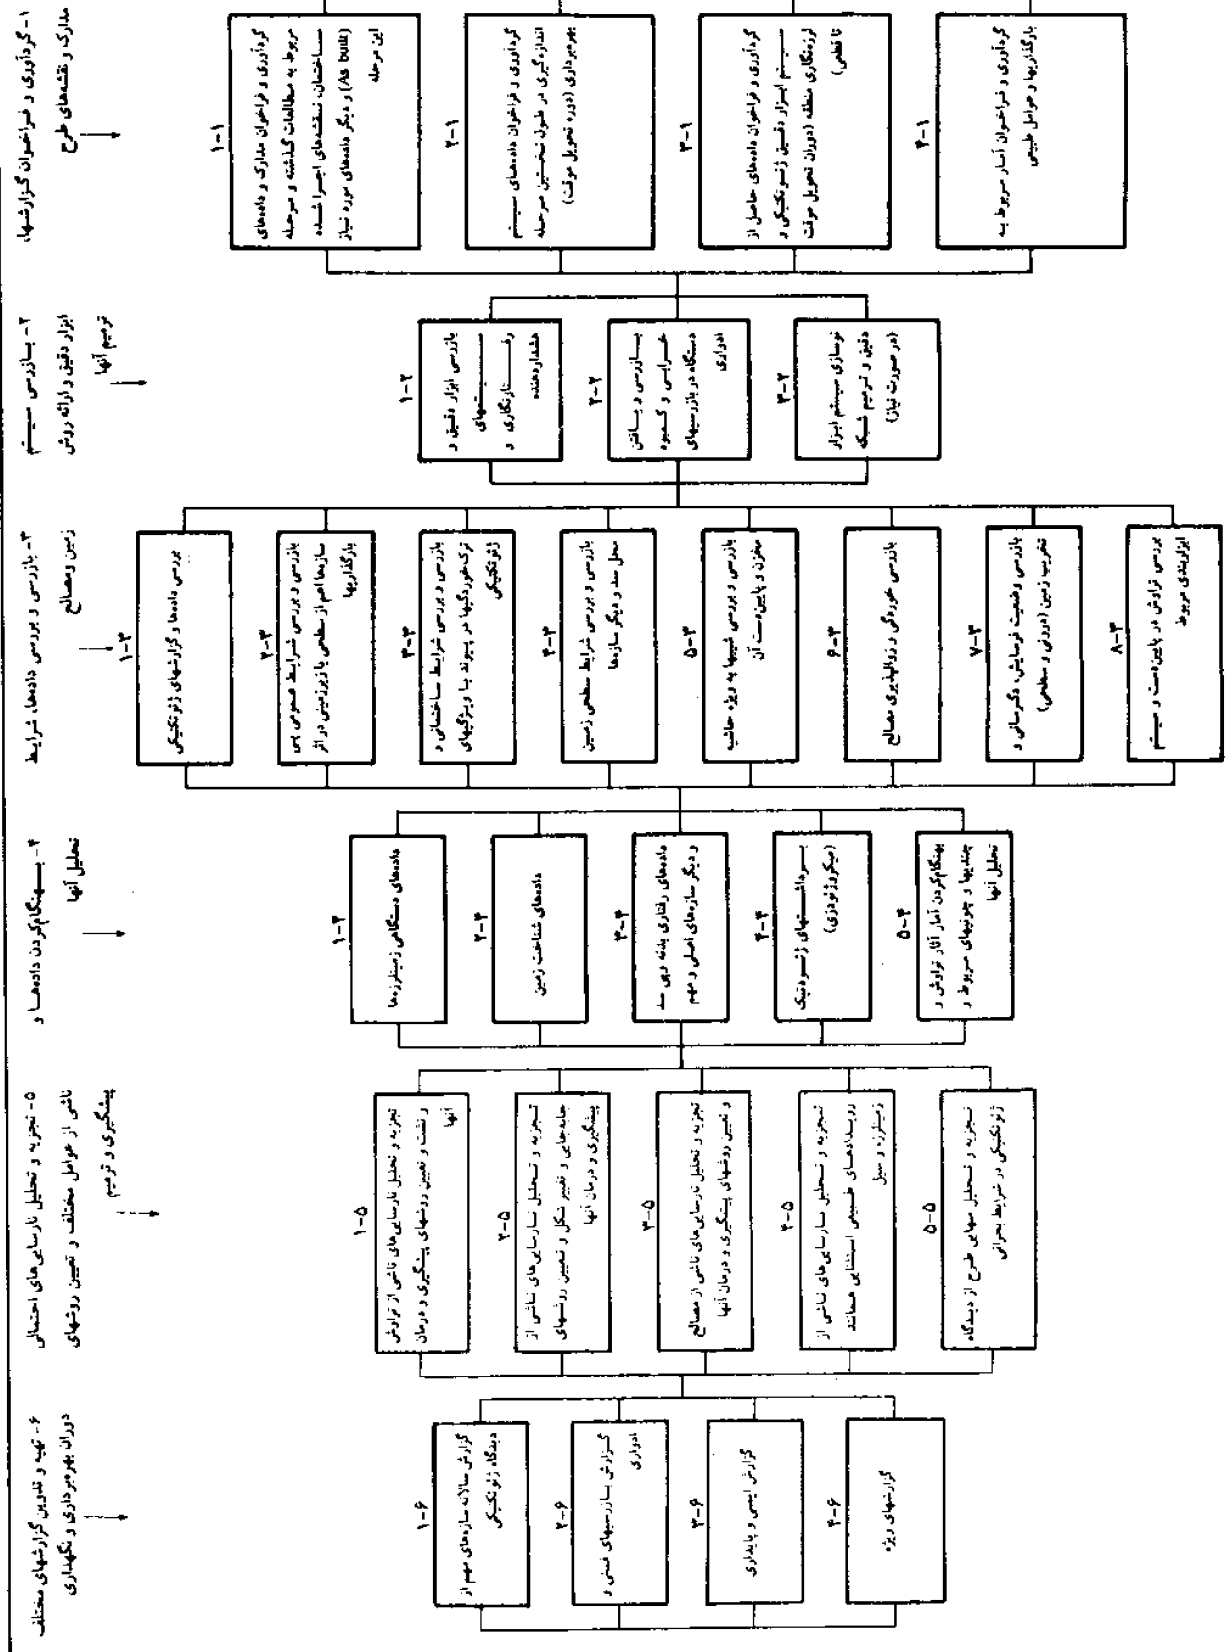 ۱- گردآوری و فراخوان گزارشها،
مدارک و نقشه‌های طرح
۱-۱
گردآوری و فراخوان مدارک و داده‌های
مربوط به مطالعات گذشته و مرحله
ساختمان، نقشه‌های اجرا شده
(As built) و دیگر داده‌های مورد نیاز
این مرحله
۲-۱
گردآوری و فراخوان داده‌های سیستم
اندازه‌گیری در طول نخستین مرحله
بهره‌برداری (دوره تحویل موقت)
۳-۱
گردآوری و فراخوان داده‌های حاصل از
سیستم ابزار دقیق ژئوتکنیکی و
لرزه‌نگاری منطقه (دوران تحویل موقت
تا قطعی)
۴-۱
گردآوری و فراخوان آمار مربوط به
بارگذاریها و عوامل طبیعی
۲- بازرسی سیستم
ابزار دقیق و ارائه روش
ترمیم آنها
۱-۲
بازرسی ابزار دقیق و
سیستمهای
رفتارنگاری و
هشداردهنده
۲-۲
بازرسی و یافتن
خرابی و کمبود
دستگاه در بازرسیهای
ادواری
۳-۲
نوسازی سیستم ابزار
دقیق و ترمیم شبکه
(در صورت نیاز)
۳- بازرسی و بررسی داده‌ها، شرایط
زمین و مصالح
۱-۳
بررسی داده‌ها و گزارشهای ژئوتکنیکی
۲-۳
بازرسی و بررسی شرایط عمومی پی
سازه‌ها اعم از سطحی یا زیرزمینی در اثر
بارگذاریها
۳-۳
بازرسی و بررسی شرایط ساختمانی و
ترک‌خوردگیها در پیوند با ویژگیهای
ژئوتکنیکی
۴-۳
بازرسی و بررسی شرایط سطحی زمین
محل سد و دیگر سازه‌ها
۵-۳
بازرسی و بررسی شیبها به ویژه حاشیه
مخزن و پایین‌دست آن
۶-۳
بازرسی خوردگی و زوالپذیری مصالح
۷-۳
بازرسی وضعیت فرسایش، دگرسانی و
تخریب زمین (درونی و سطحی)
۸-۳
بررسی تراوش در پایین‌دست و سیستم
ابزاربندی مربوط
۴- بهنگام‌کردن داده‌ها و
تحلیل آنها
۱-۴
داده‌های دستگاهی زمینلرزه‌ها
۲-۴
داده‌های شناخت زمین
۳-۴
داده‌های رفتاری بدنه و پی سد
و دیگر سازه‌های اصلی و مهم
۴-۴
برداشتهای ژئودتیک
(میکروژئودزی)
۵-۴
بهنگام‌کردن آمار آثار تراوش و
چندیها و چونیهای مربوط و
تحلیل آنها
۵- تجزیه و تحلیل نارسایی‌های احتمالی
ناشی از عوامل مختلف و تعیین روشهای
پیشگیری و ترمیم
۱-۵
تجزیه و تحلیل نارسایی‌های ناشی از تراوش
و نشت و تعیین روشهای پیشگیری و درمان
آنها
۲-۵
تجزیه و تحلیل نارسایی‌های ناشی از
جابه‌جایی و تغییر شکل و تعیین روشهای
پیشگیری و درمان آنها
۳-۵
تجزیه و تحلیل نارسایی‌های ناشی از مصالح
و تعیین روشهای پیشگیری و درمان آنها
۴-۵
تجزیه و تحلیل نارسایی‌های ناشی از
رویدادهای طبیعی استثنایی همانند
زمینلرزه و سیل
۵-۵
تجزیه و تحلیل نهایی طرح از دیدگاه
ژئوتکنیکی در شرایط بحرانی
۶- تهیه و تدوین گزارشهای مختلف
دوران بهره‌برداری و نگهداری
۱-۶
گزارش سالانه سازه‌های مهم از
دیدگاه ژئوتکنیکی
۲-۶
گزارش بازرسیهای فنی و
ادواری
۳-۶
گزارش ایمنی و پایداری
۴-۶
گزارشهای ویژه